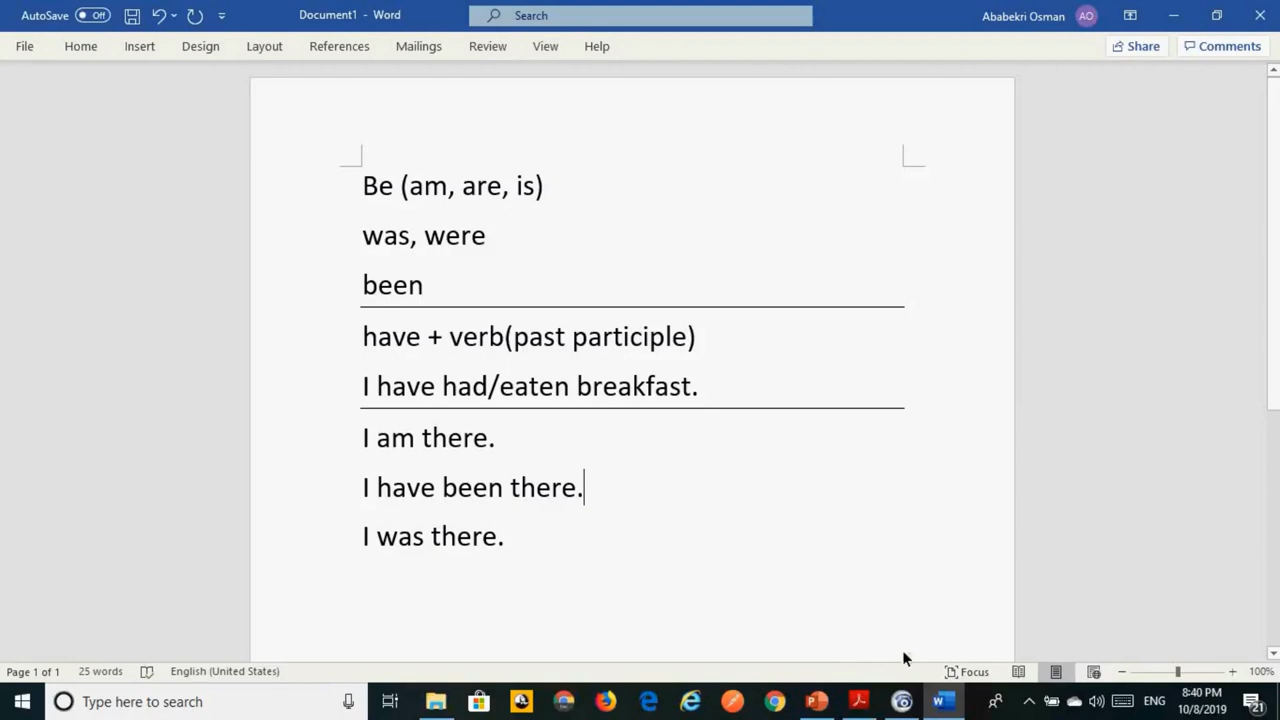 AutoSave Off Document1 - Word Search Ababekri Osman AO
File Home Insert Design Layout References Mailings Review View Help Share Comments
Be (am, are, is)
was, were
been
have + verb(past participle)
I have had/eaten breakfast.
I am there.
I have been there.
I was there.
Page 1 of 1 25 words English (United States) Focus 100%
Type here to search ENG 8:40 PM
10/8/2019 21